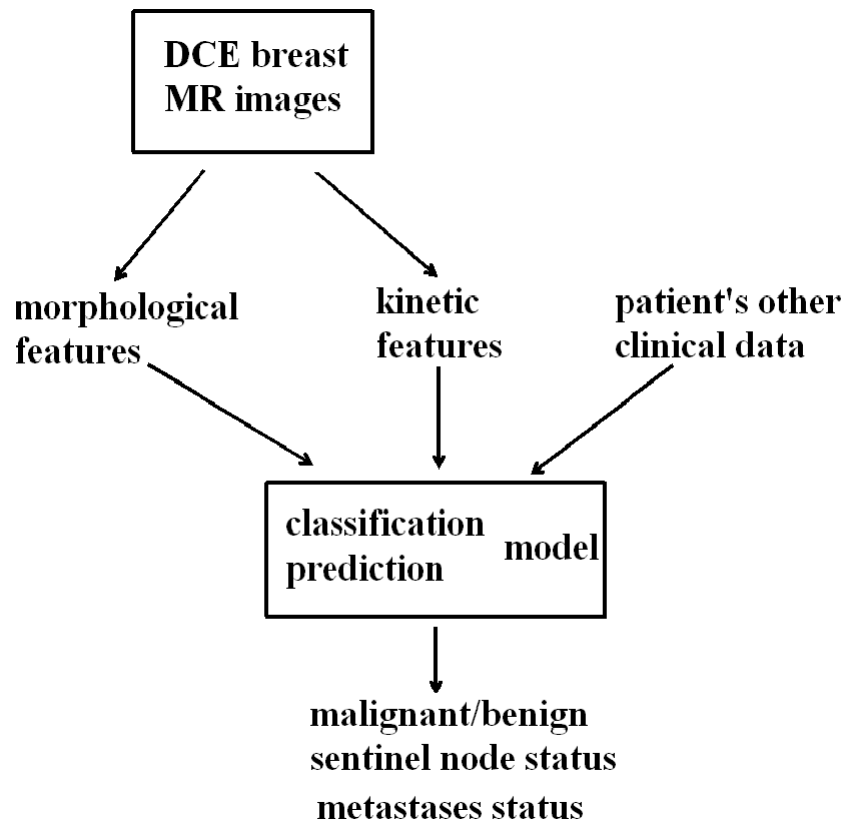 DCE breast
MR images
morphological
features
kinetic
features
patient's other
clinical data
classification
prediction
model
malignant/benign
sentinel node status
metastases status